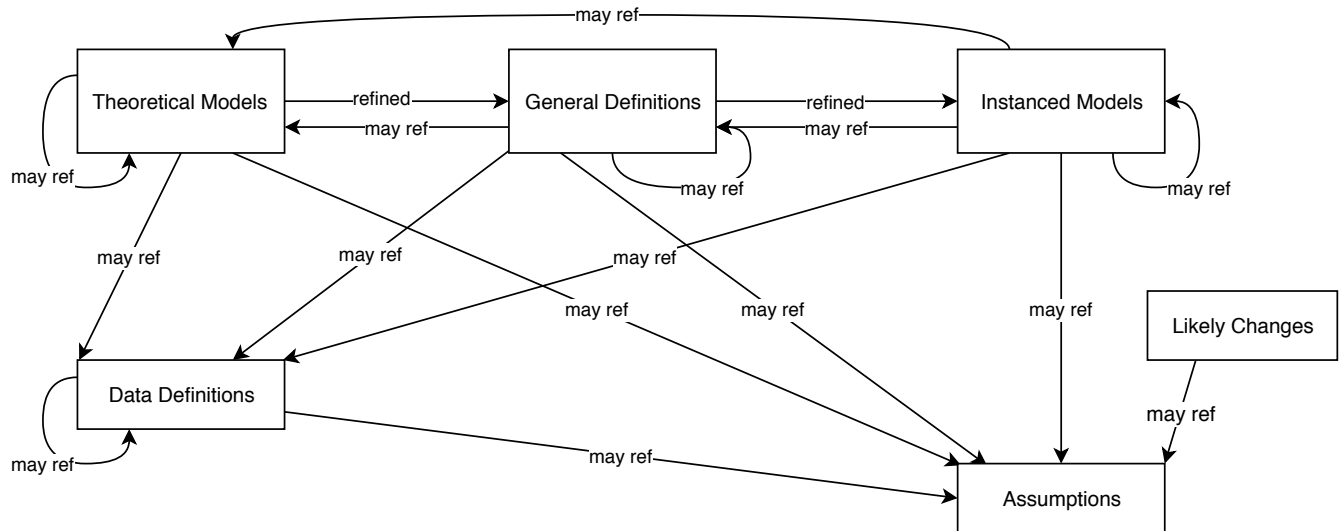 may ref
Theoretical Models
refined
General Definitions
refined
Instanced Models
may ref
may ref
may ref
may ref
may ref
may ref
may ref
may ref
may ref
may ref
may ref
may ref
Likely Changes
Data Definitions
may ref
may ref
may ref
Assumptions